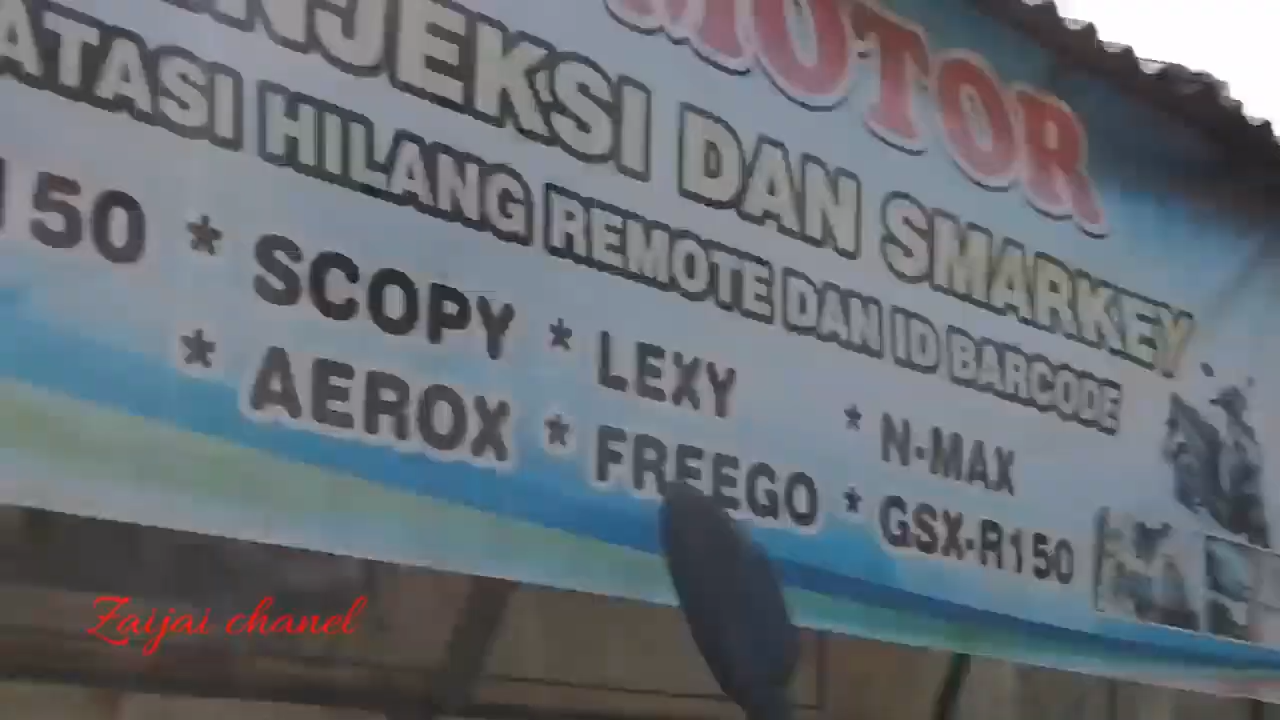 MOTOR
INJEKSI DAN SMARKEY
ATASI HILANG REMOTE DAN ID BARCODE
150 * SCOPY * LEXY * N-MAX
* AEROX * FREEGO * GSX-R150
Zaijai chanel